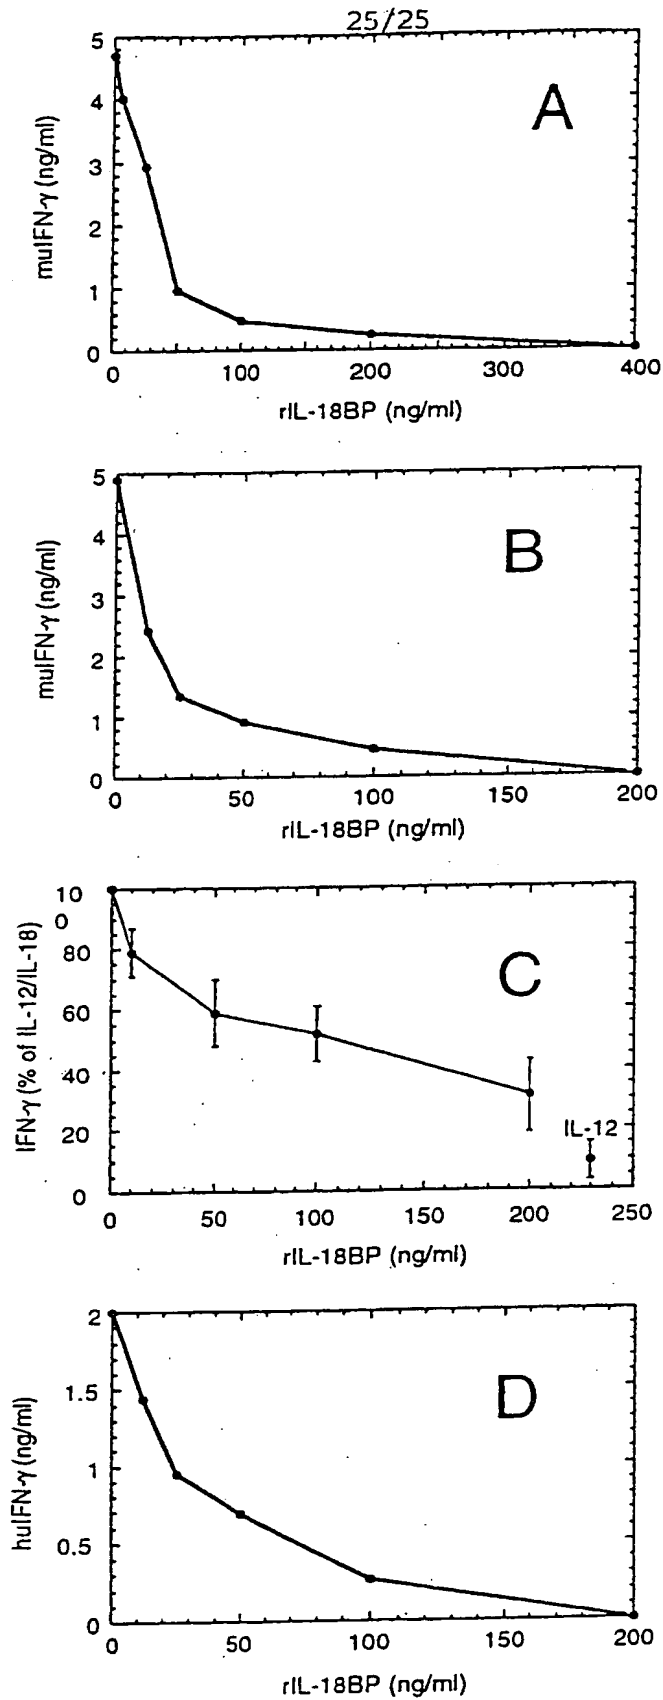 25/25
5
4
3
2
1
0
muIFN-γ (ng/ml)
A
0 100 200 300 400
rIL-18BP (ng/ml)
5
4
3
2
1
0
muIFN-γ (ng/ml)
B
0 50 100 150 200
rIL-18BP (ng/ml)
10
0
80
60
40
20
0
IFN-γ (% of IL-12/IL-18)
C
IL-12
0 50 100 150 200 250
rIL-18BP (ng/ml)
2
1.5
1
0.5
0
huIFN-γ (ng/ml)
D
0 50 100 150 200
rIL-18BP (ng/ml)